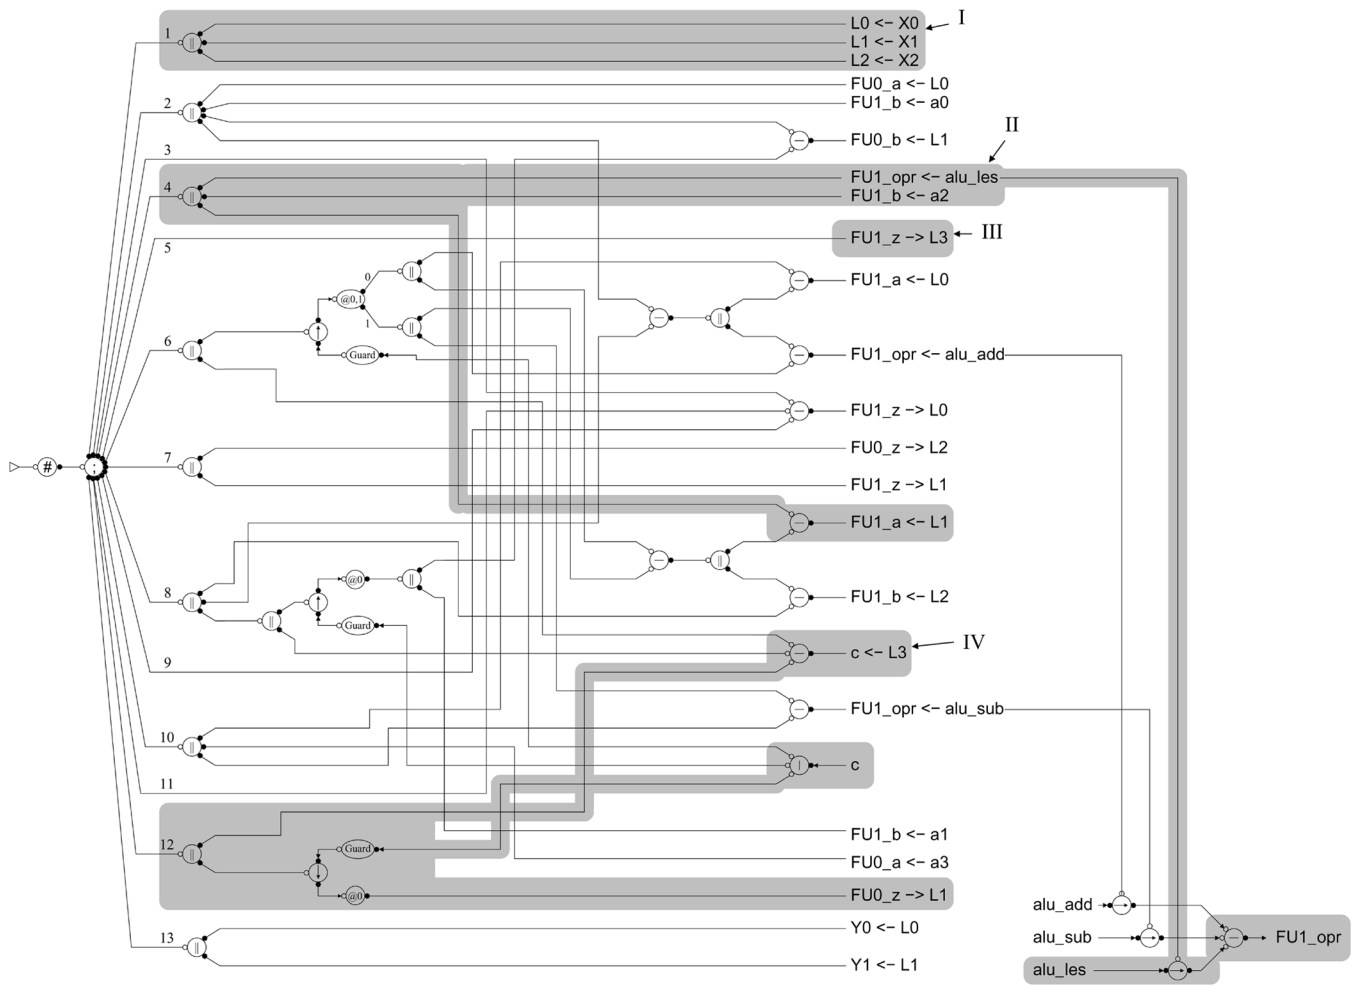 I
1
L0 <− X0
L1 <− X1
L2 <− X2
FU0_a <− L0
2
FU1_b <− a0
II
FU0_b <− L1
3
FU1_opr <− alu_les
4
FU1_b <− a2
III
FU1_z −> L3
5
0
FU1_a <− L0
@0,1
1
6
Guard
FU1_opr <− alu_add
FU1_z −> L0
FU0_z −> L2
7
#
;
FU1_z −> L1
FU1_a <− L1
@0
8
FU1_b <− L2
Guard
IV
c <− L3
9
FU1_opr <− alu_sub
10
c
11
FU1_b <− a1
12
Guard
FU0_a <− a3
@0
FU0_z −> L1
alu_add
Y0 <− L0
13
alu_sub
FU1_opr
Y1 <− L1
alu_les